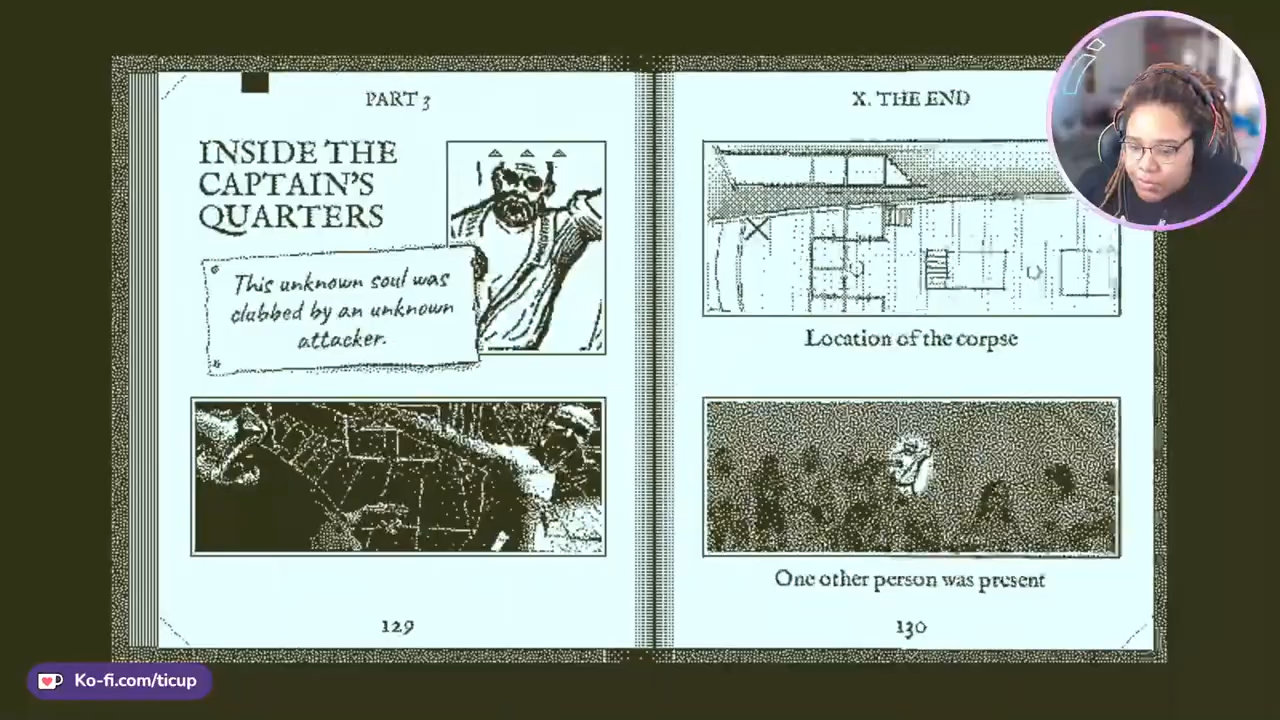 PART 3
INSIDE THE
CAPTAIN'S
QUARTERS
This unknown soul was
clubbed by an unknown
attacker.
129
X. THE END
Location of the corpse
One other person was present
130
Ko-fi.com/ticup